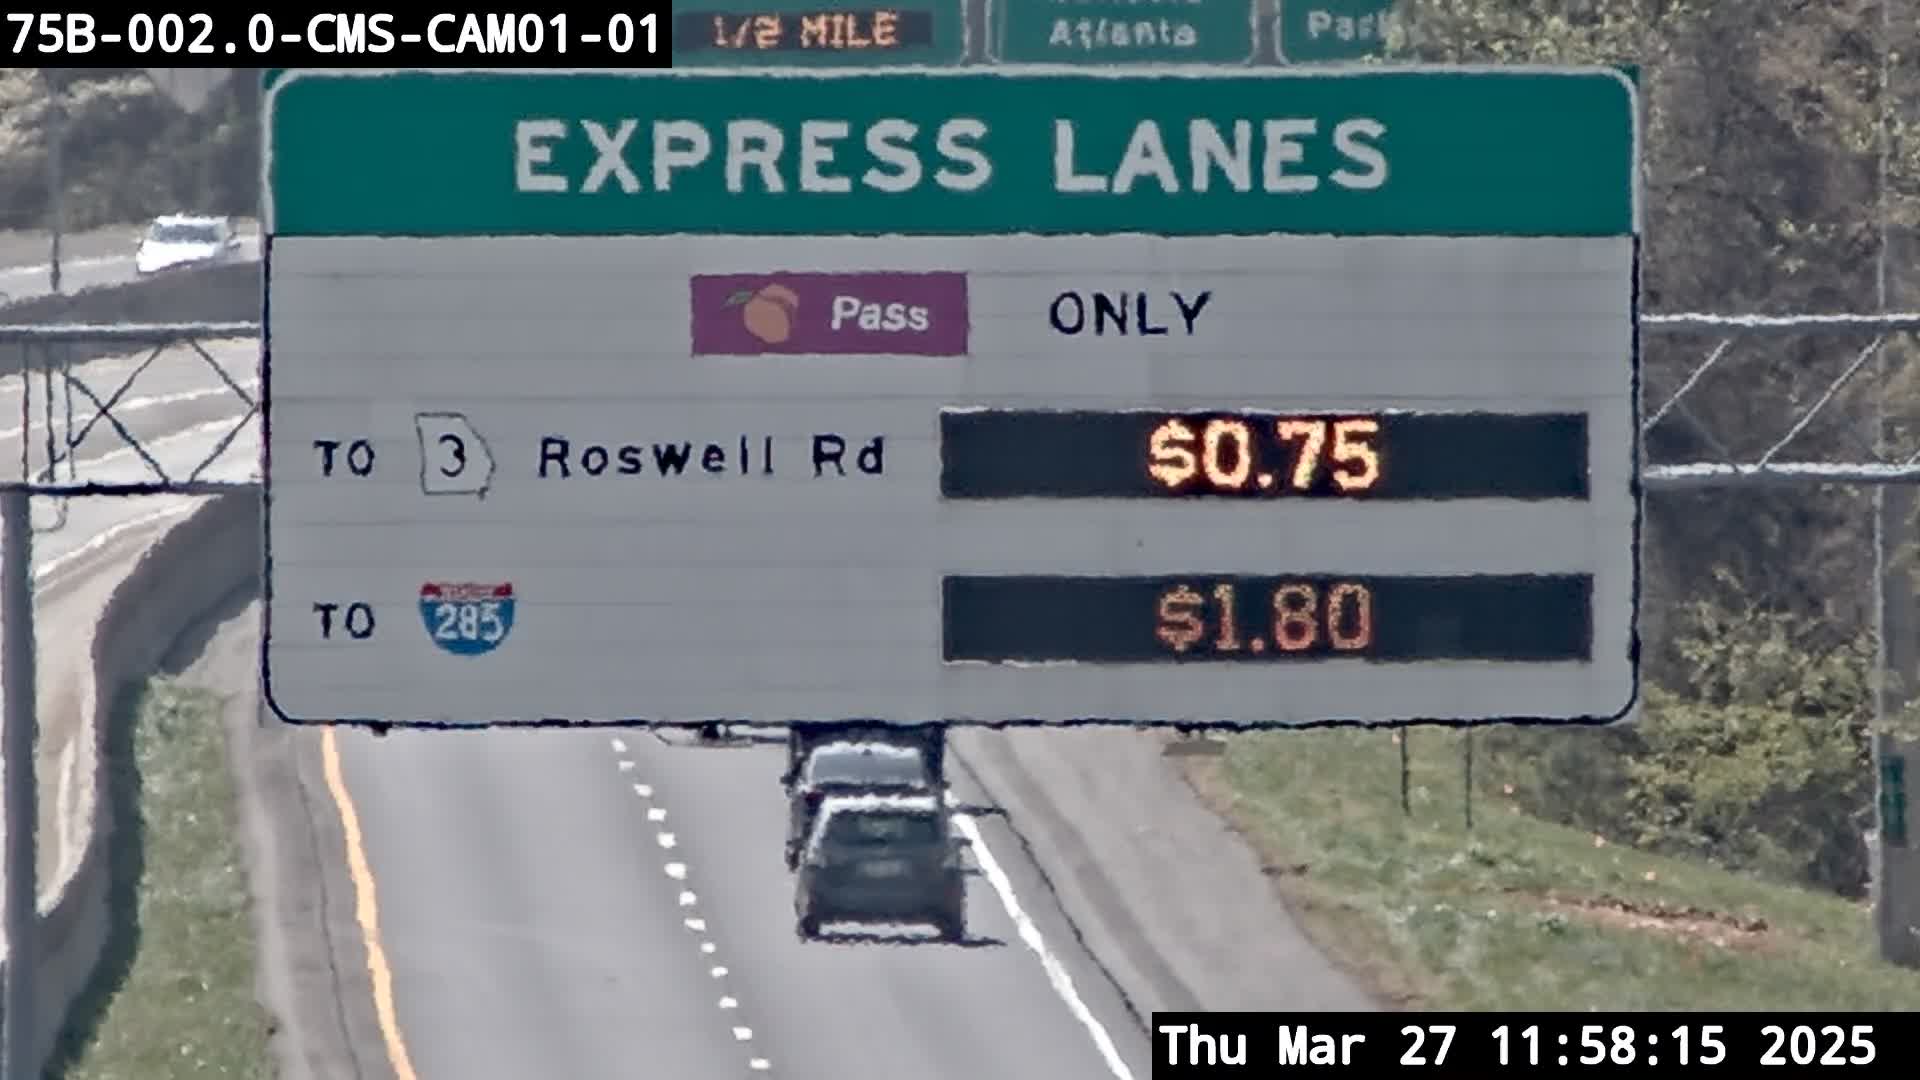 75B-002.0-CMS-CAM01-01
1/2 MILE
Atlanta
EXPRESS LANES
Pass ONLY
TO 3 Roswell Rd $0.75
TO 285 $1.80
Thu Mar 27 11:58:15 2025